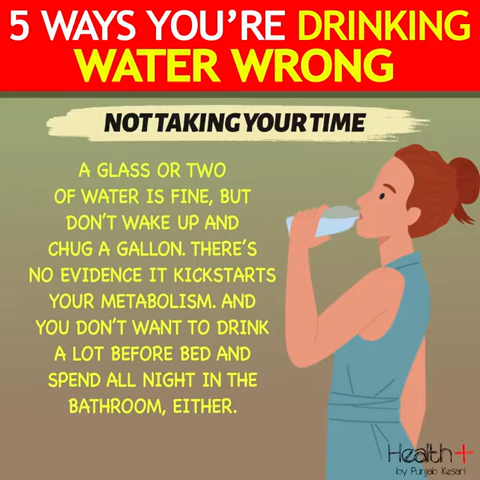 5 WAYS YOU'RE DRINKING
WATER WRONG
NOT TAKING YOUR TIME
A GLASS OR TWO
OF WATER IS FINE, BUT
DON'T WAKE UP AND
CHUG A GALLON. THERE'S
NO EVIDENCE IT KICKSTARTS
YOUR METABOLISM. AND
YOU DON'T WANT TO DRINK
A LOT BEFORE BED AND
SPEND ALL NIGHT IN THE
BATHROOM, EITHER.
Health+
by Punjab Kesari